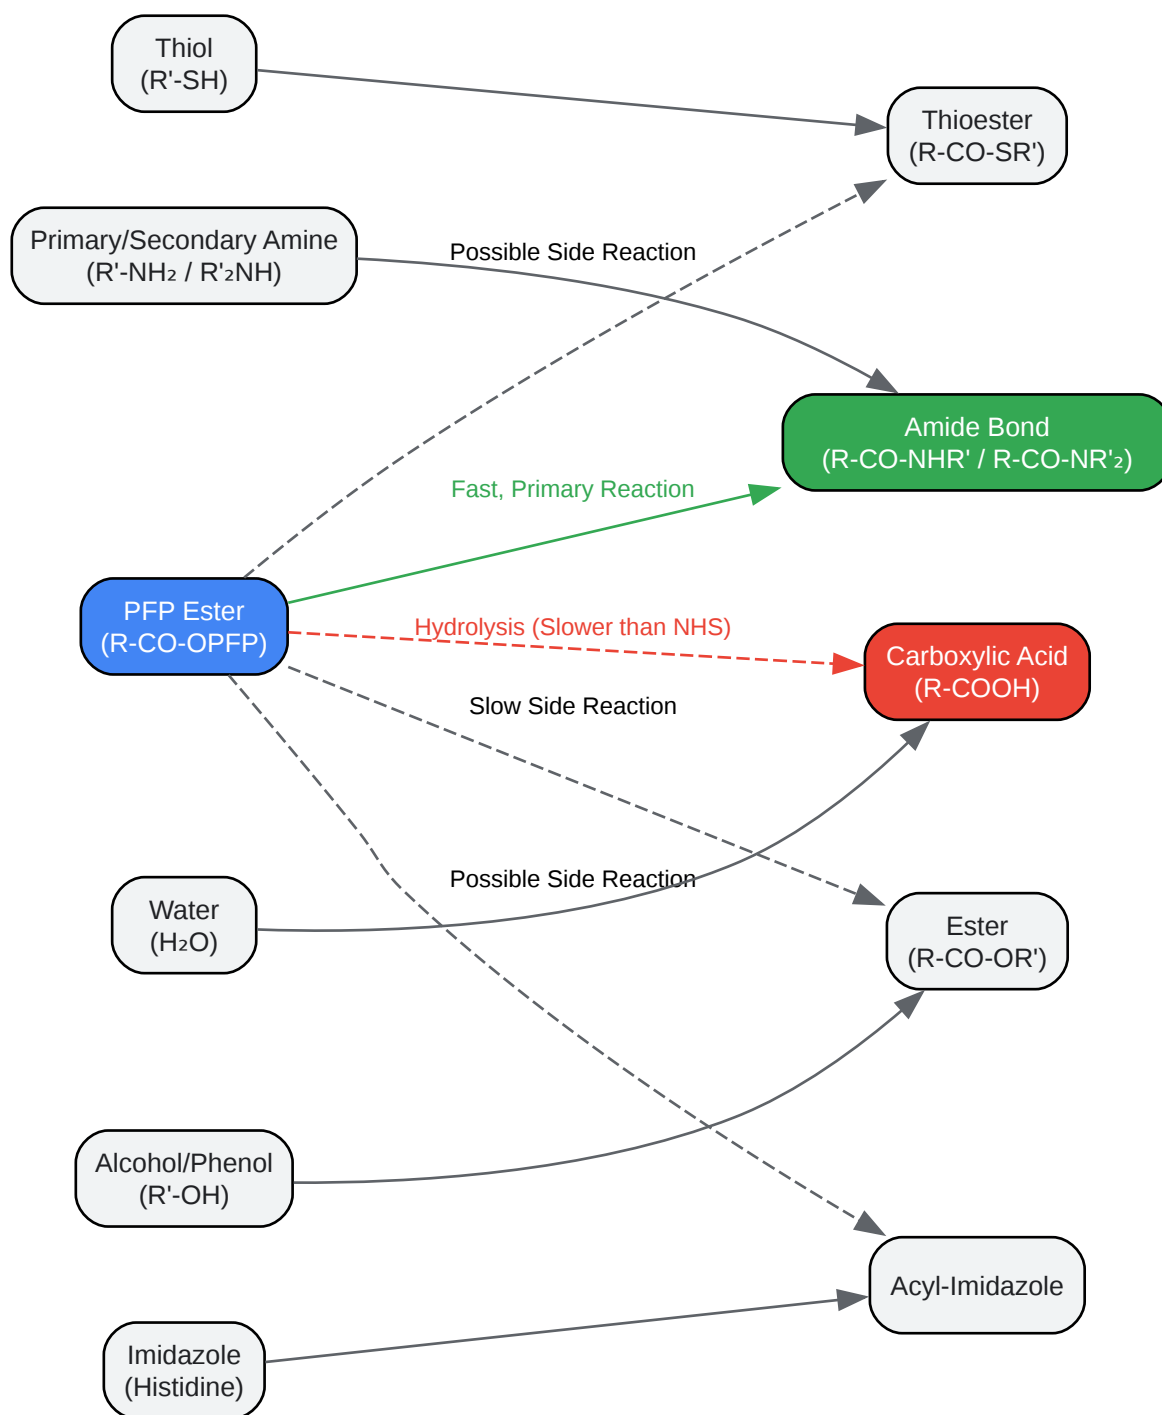 Thiol
(R'-SH)
Thioester
(R-CO-SR')
Primary/Secondary Amine
(R'-NH₂ / R'₂NH)
Possible Side Reaction
Amide Bond
(R-CO-NHR' / R-CO-NR'₂)
Fast, Primary Reaction
PFP Ester
(R-CO-OPFP)
Hydrolysis (Slower than NHS)
Carboxylic Acid
(R-COOH)
Slow Side Reaction
Possible Side Reaction
Water
(H₂O)
Ester
(R-CO-OR')
Alcohol/Phenol
(R'-OH)
Acyl-Imidazole
Imidazole
(Histidine)